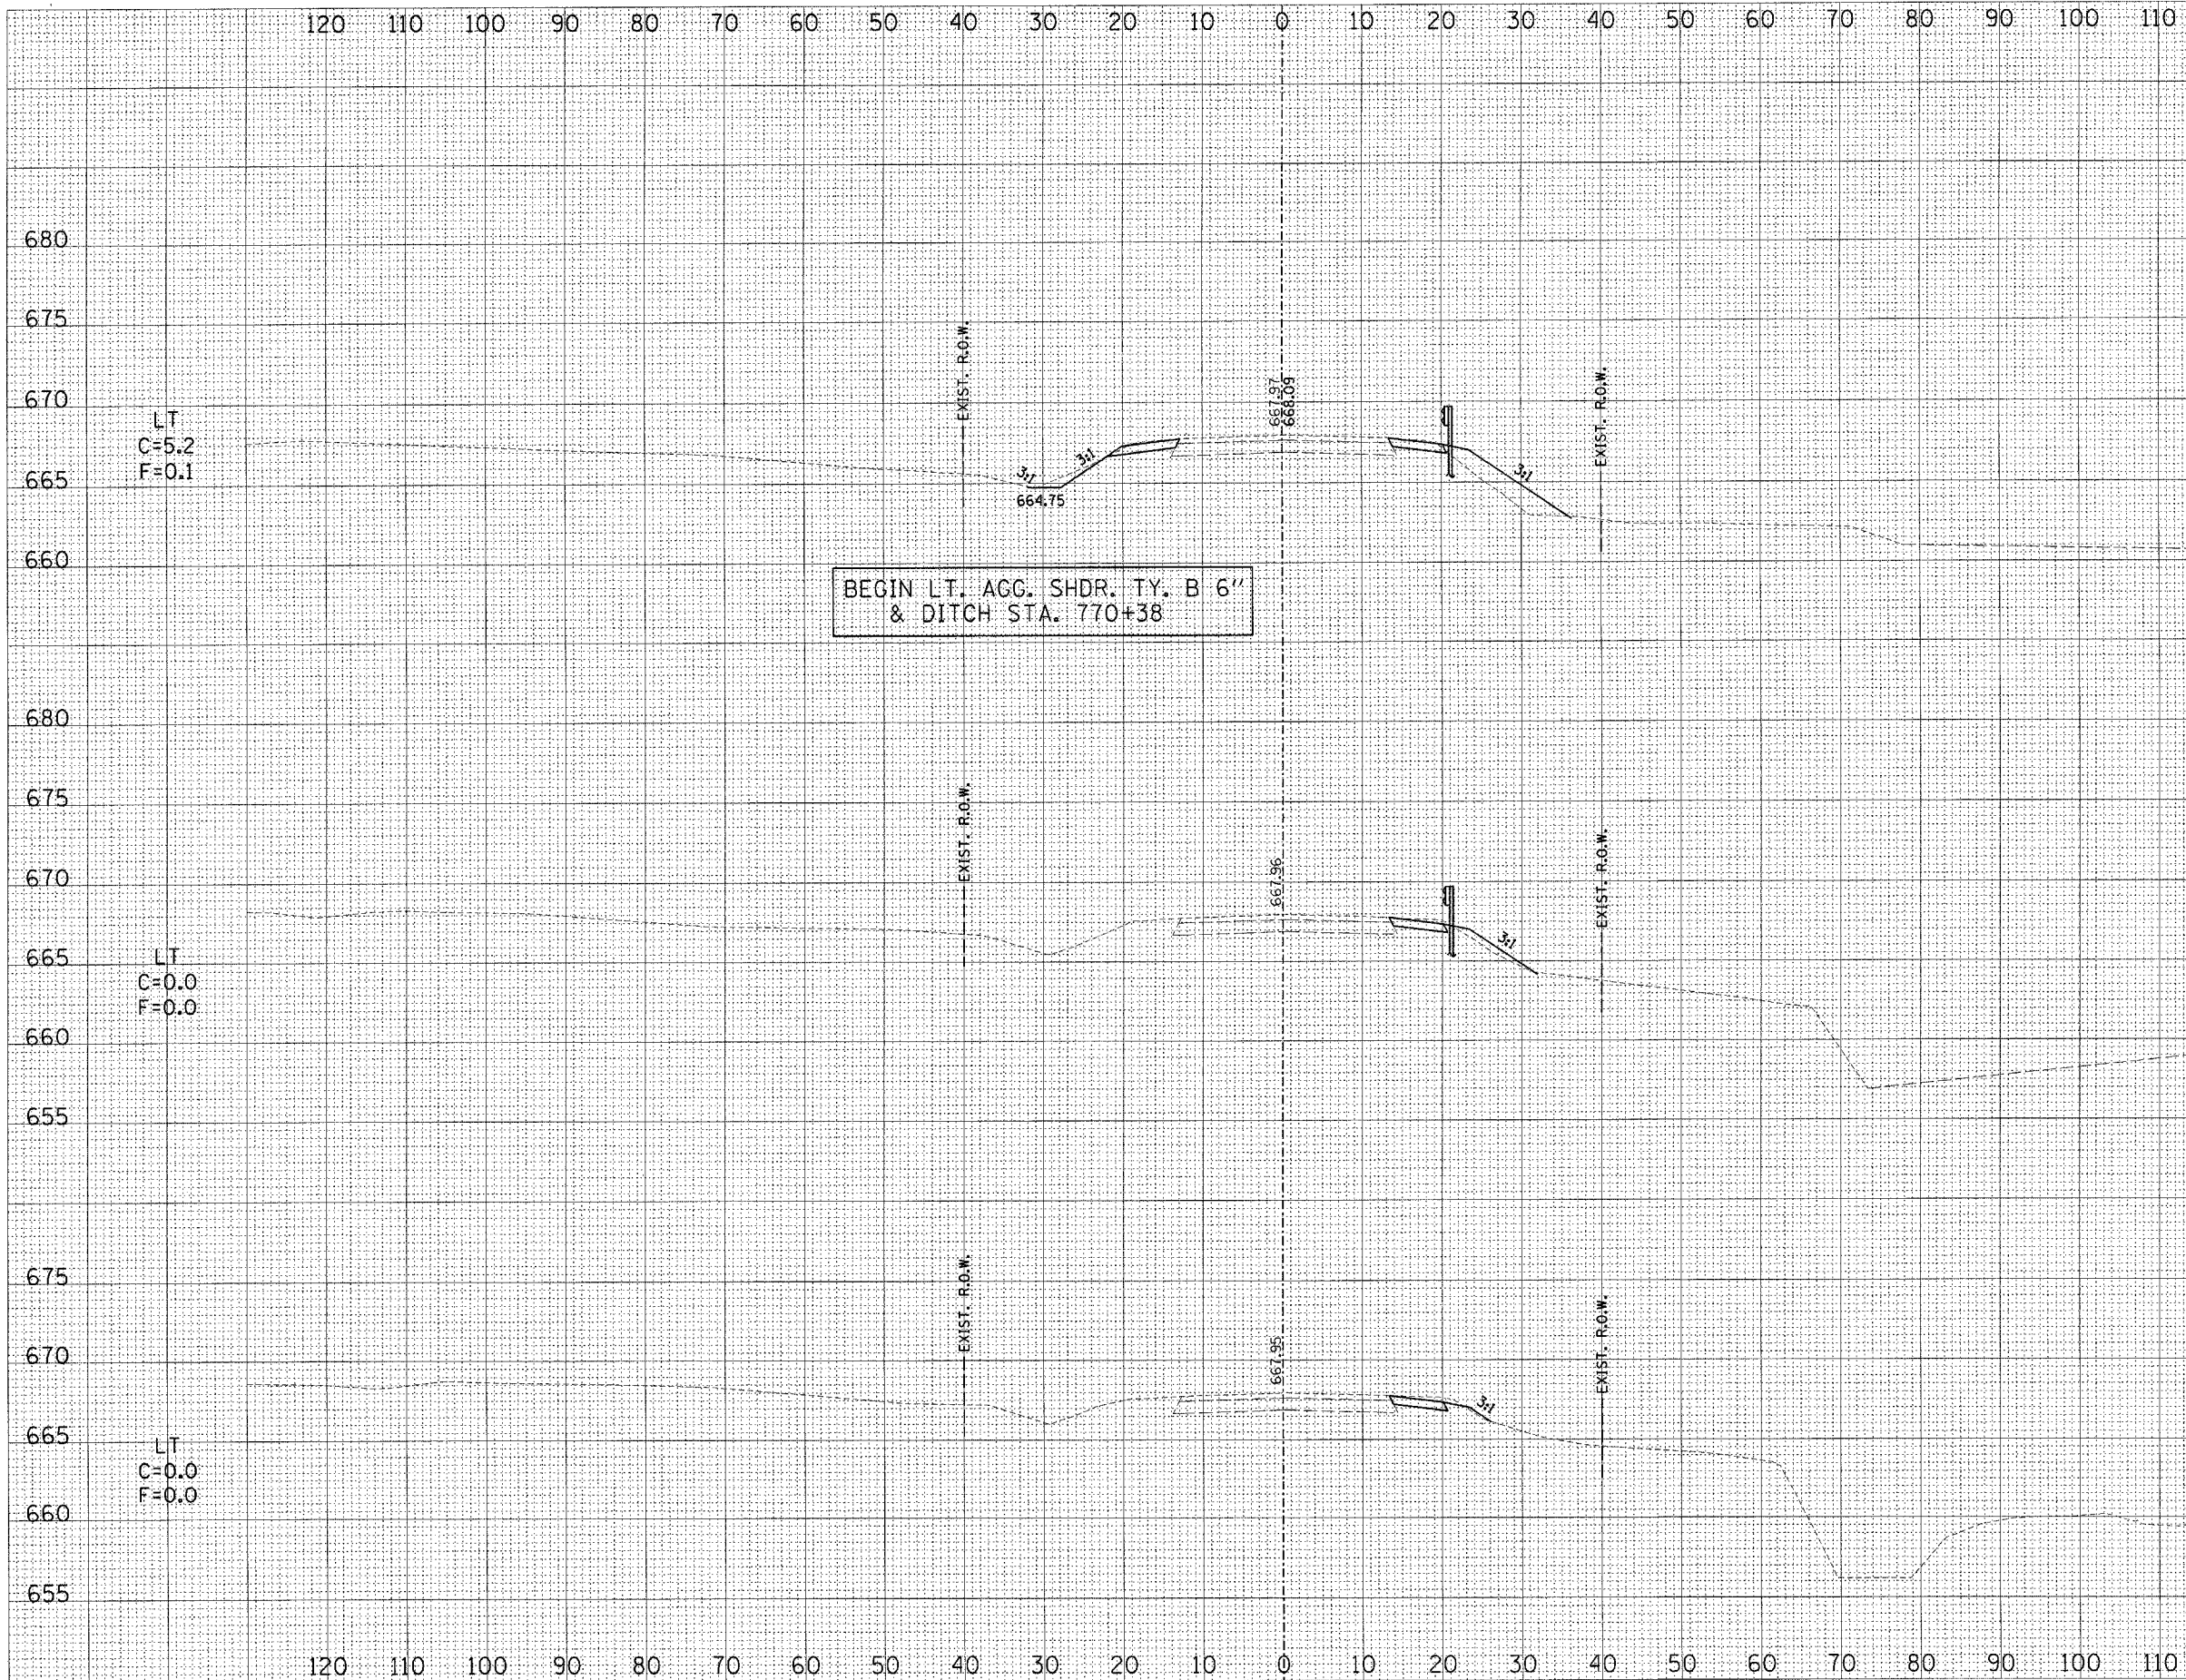 120 110 100 90 80 70 60 50 40 30 20 10 0 10 20 30 40 50 60 70 80 90 100 110
680
675
EXIST. R.O.W.
667.97
668.09
EXIST. R.O.W.
670
LT
C=5.2
F=0.1
3:1
3:1
3:1
665
664.75
660
BEGIN LT. AGG. SHDR. TY. B 6"
& DITCH STA. 770+38
680
675
EXIST. R.O.W.
667.96
EXIST. R.O.W.
670
3:1
665
LT
C=0.0
F=0.0
660
655
675
EXIST. R.O.W.
667.95
EXIST. R.O.W.
670
3:1
665
LT
C=0.0
F=0.0
660
655
120 110 100 90 80 70 60 50 40 30 20 10 0 10 20 30 40 50 60 70 80 90 100 110